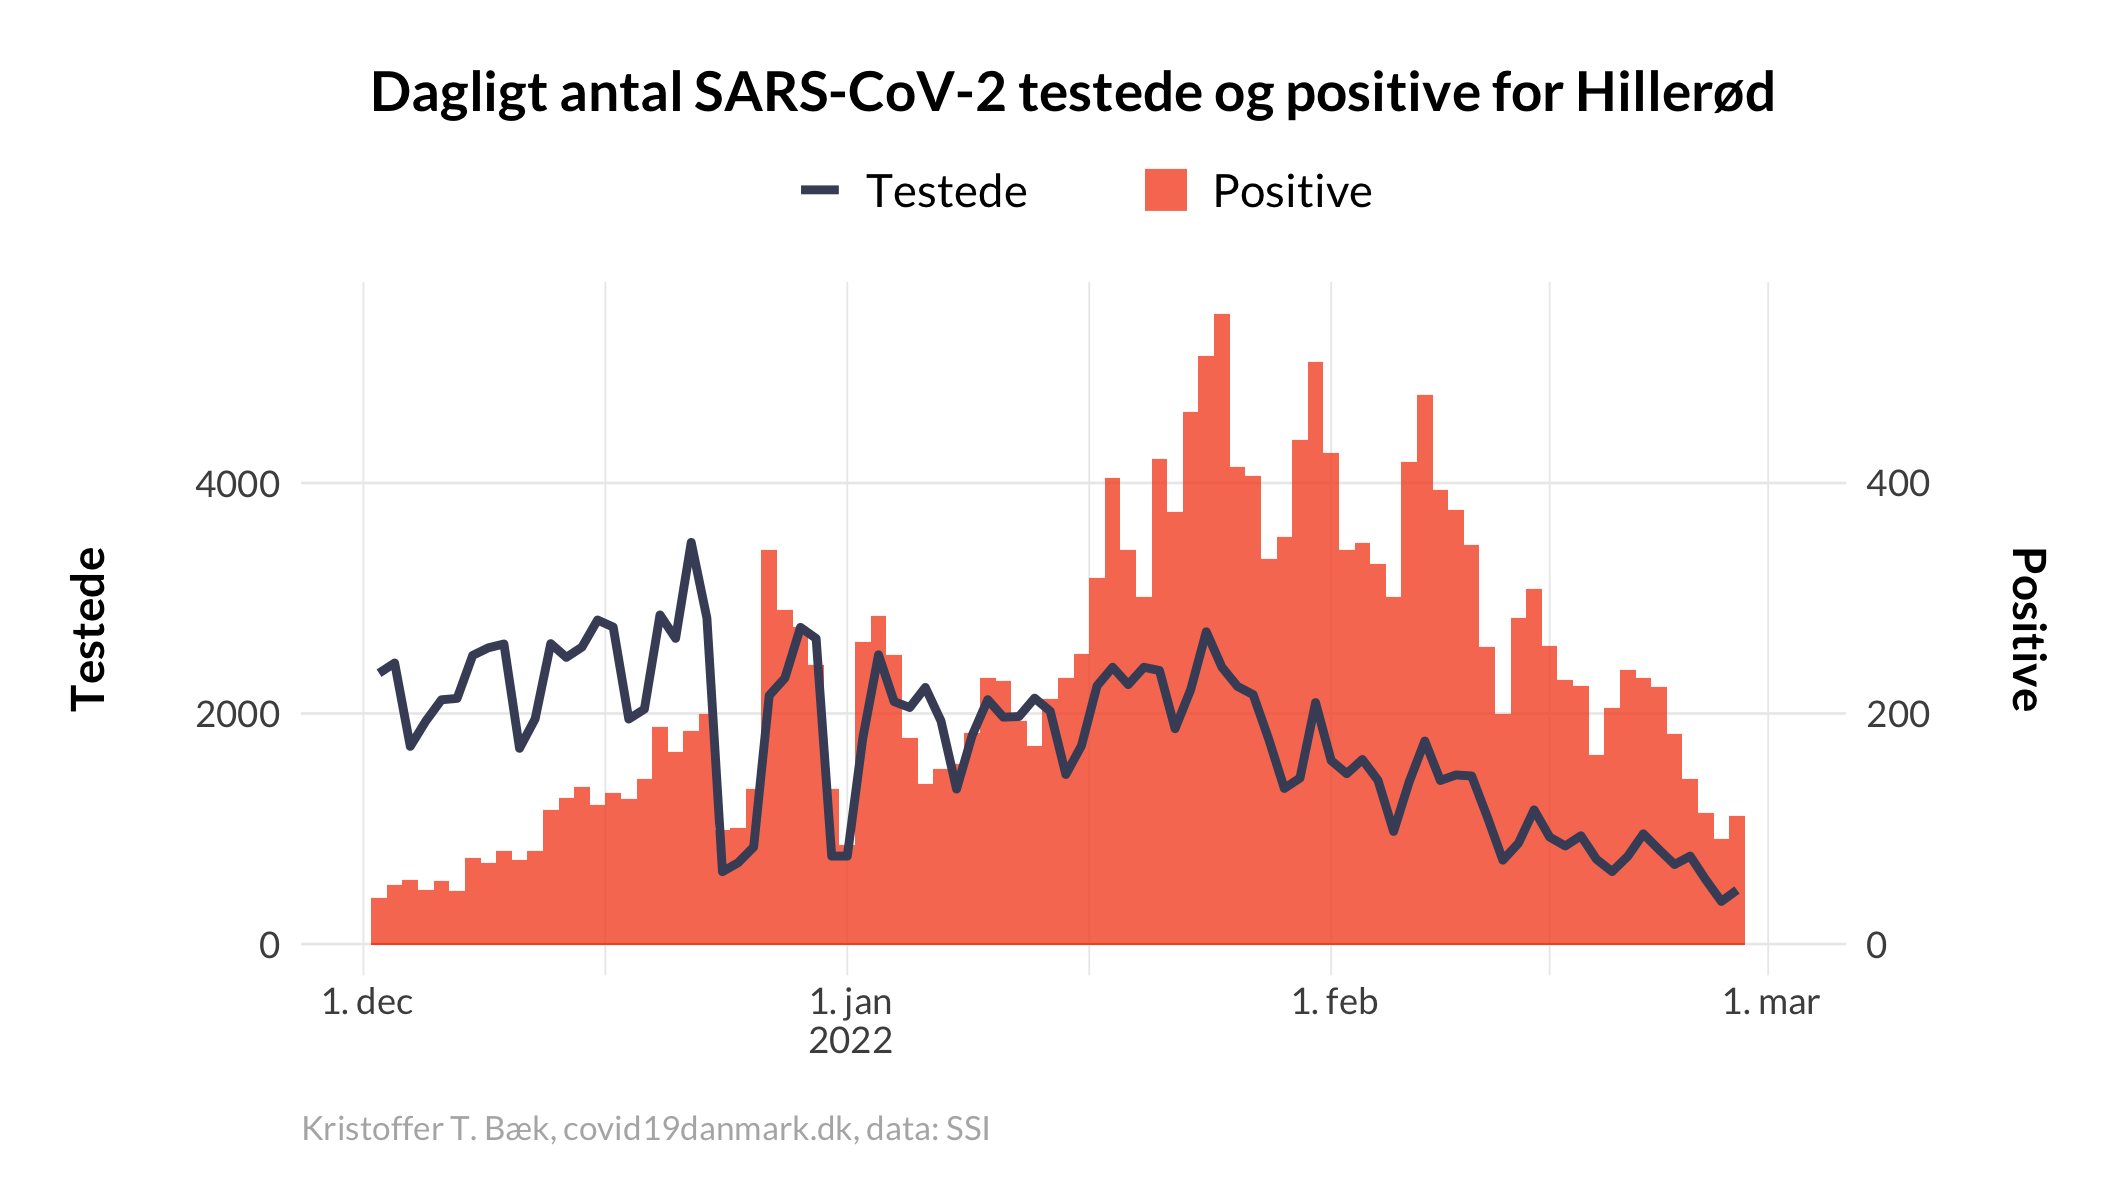 Dagligt antal SARS-CoV-2 testede og positive for Hillerød
Testede
Positive
Testede
4000
2000
0
400
200
0
Positive
1. dec
1. jan
2022
1. feb
1. mar
Kristoffer T. Bæk, covid19danmark.dk, data: SSI